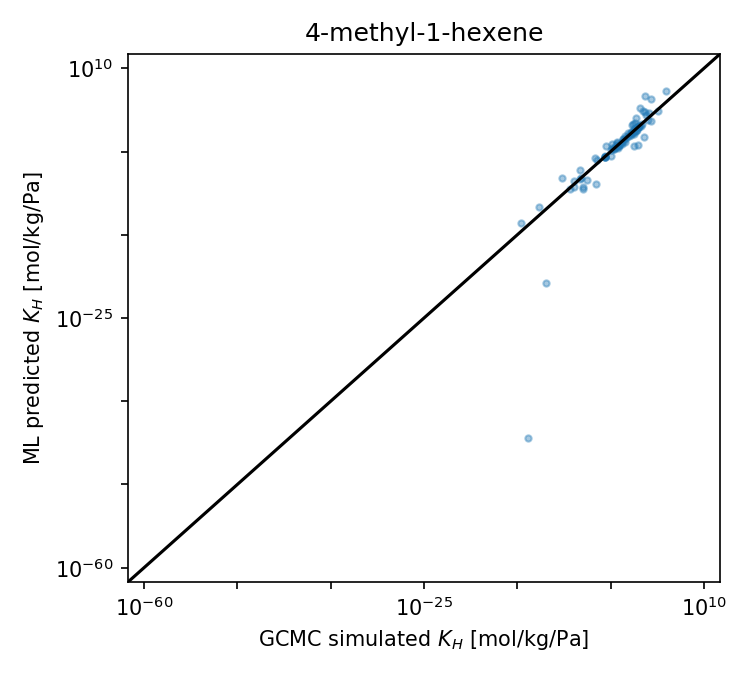 4-methyl-1-hexene
10^10
10^-25
10^-60
ML predicted K_H [mol/kg/Pa]
10^-60
10^-25
10^10
GCMC simulated K_H [mol/kg/Pa]